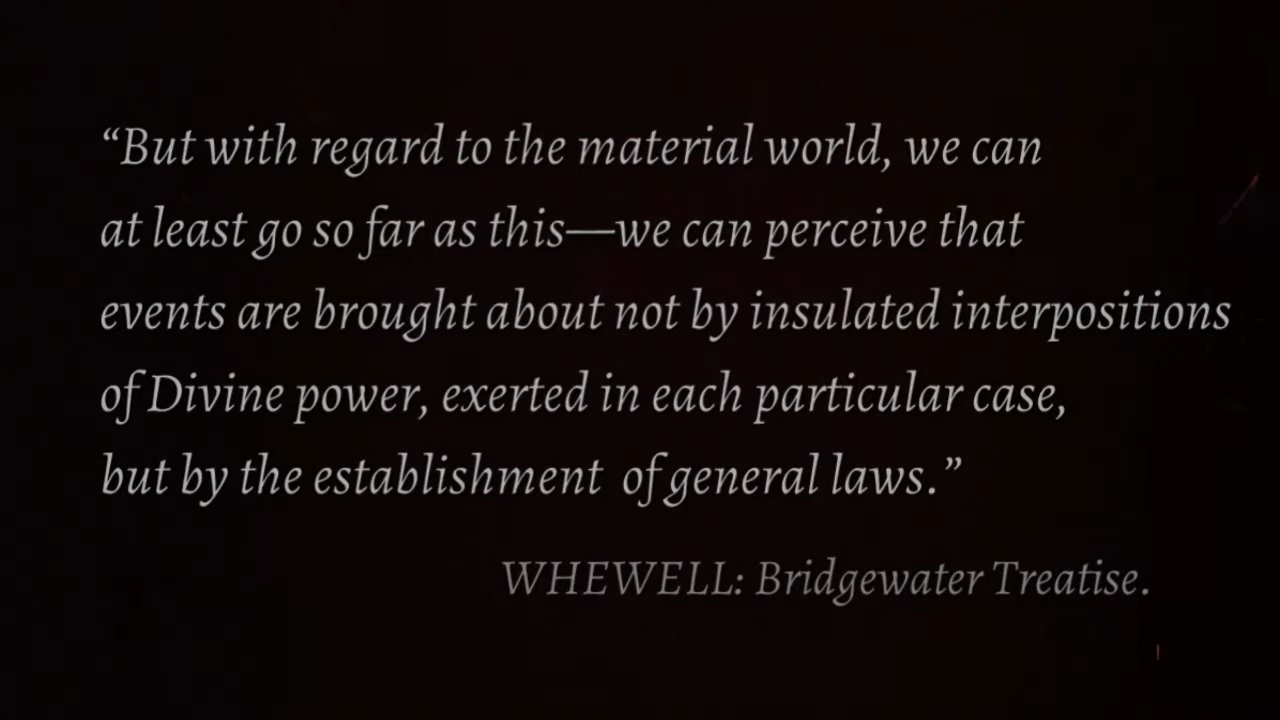 “But with regard to the material world, we can
at least go so far as this—we can perceive that
events are brought about not by insulated interpositions
of Divine power, exerted in each particular case,
but by the establishment of general laws.”
WHEWELL: Bridgewater Treatise.